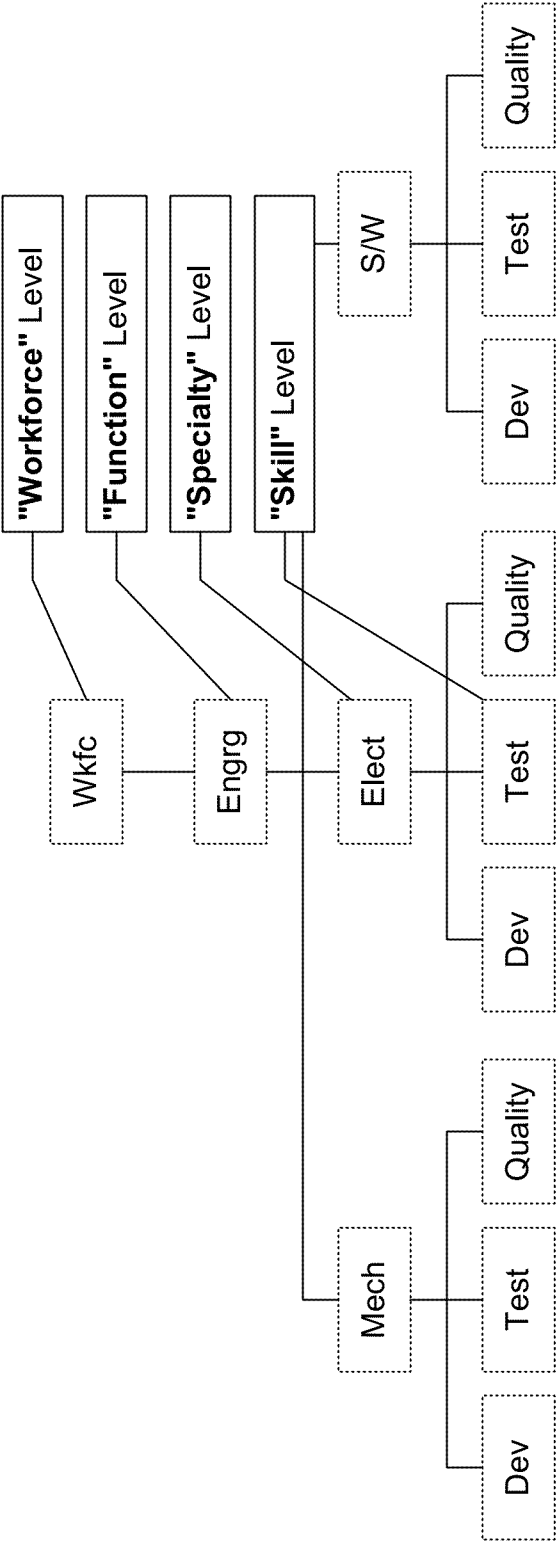 "Workforce" Level
"Function" Level
"Specialty" Level
"Skill" Level
Wkfc
Engrg
Mech
Elect
S/W
Dev
Test
Quality
Dev
Test
Quality
Dev
Test
Quality